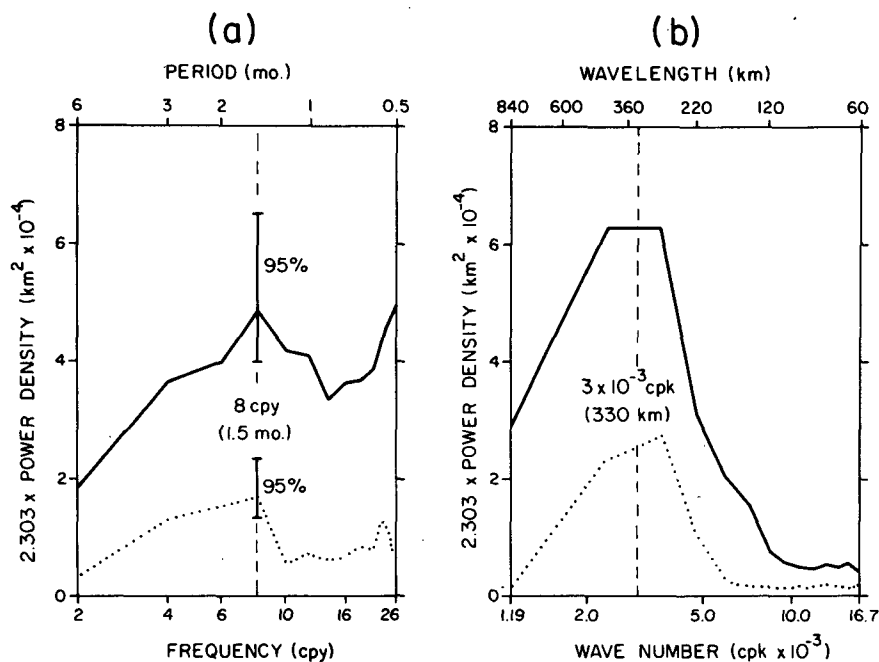 (a)
PERIOD (mo.)
6 3 2 1 0.5
8
6
4
2
0
2.303 x POWER DENSITY (km² x 10⁻⁴)
95%
8 cpy
(1.5 mo.)
95%
2 4 6 10 16 26
FREQUENCY (cpy)
(b)
WAVELENGTH (km)
840 600 360 220 120 60
8
6
4
2
0
2.303 x POWER DENSITY (km² x 10⁻⁴)
3 x 10⁻³ cpk
(330 km)
1.19 2.0 5.0 10.0 16.7
WAVE NUMBER (cpk x 10⁻³)